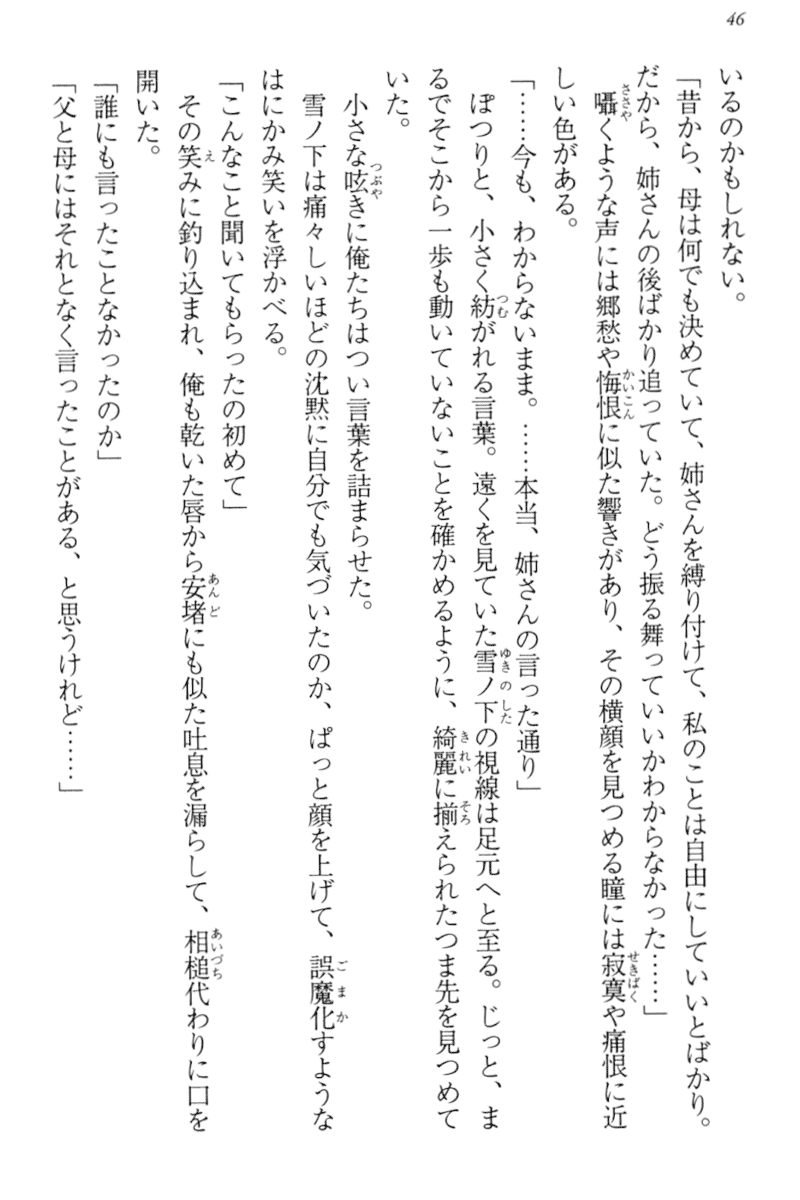 46
いるのかもしれない。
「昔から、母は何でも決めていて、姉さんを縛り付けて、私のことは自由にしていいとばかり。
だから、姉さんの後ばかり追っていた。どう振る舞っていいかわからなかった……」
囁くような声には郷愁や悔恨に似た響きがあり、その横顔を見つめる瞳には寂寞や痛恨に近
しい色がある。
「……今も、わからないまま。……本当、姉さんの言った通り」
ぽつりと、小さく紡がれる言葉。遠くを見ていた雪ノ下の視線は足元へと至る。じっと、ま
るでそこから一歩も動いていないことを確かめるように、綺麗に揃えられたつま先を見つめて
いた。
小さな呟きに俺たちはつい言葉を詰まらせた。
雪ノ下は痛々しいほどの沈黙に自分でも気づいたのか、ぱっと顔を上げて、誤魔化すような
はにかみ笑いを浮かべる。
「こんなこと聞いてもらったの初めて」
その笑みに釣り込まれ、俺も乾いた唇から安堵にも似た吐息を漏らして、相槌代わりに口を
開いた。
「誰にも言ったことなかったのか」
「父と母にはそれとなく言ったことがある、と思うけれど……」